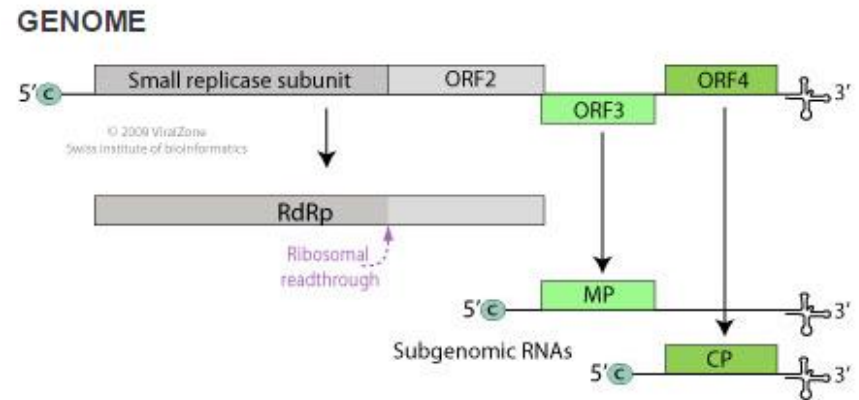 GENOME
5' C Small replicase subunit ORF2 ORF4 3'
ORF3
© 2009 ViralZone
Swiss institute of bioinformatics
RdRp
Ribosomal
readthrough
MP
5' C 3'
Subgenomic RNAs
CP
5' C 3'